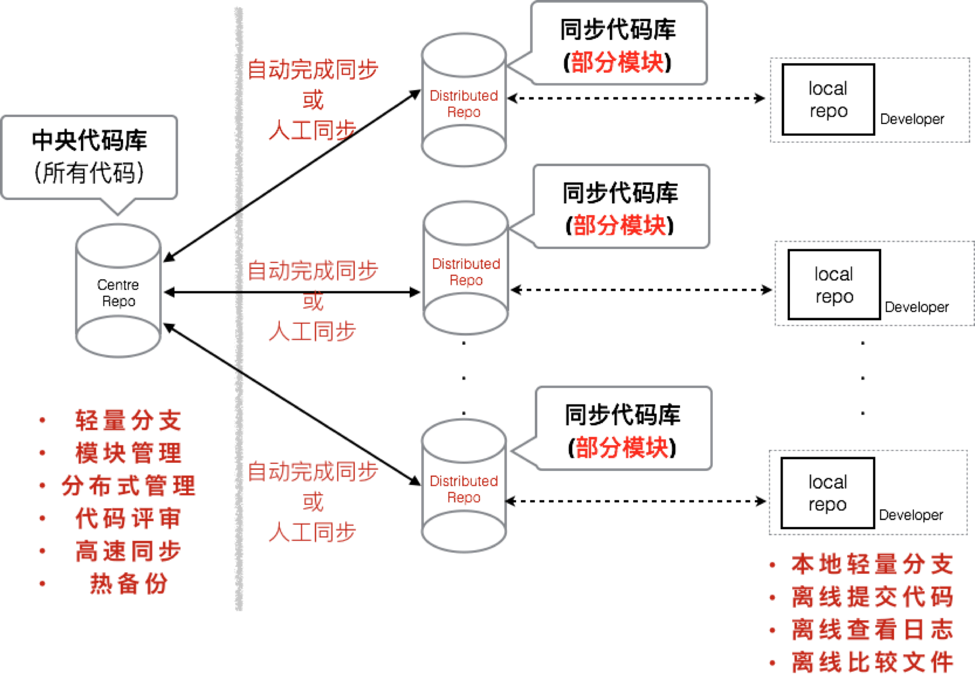 中央代码库
（所有代码）
Centre
Repo
• 轻量分支
• 模块管理
• 分布式管理
• 代码评审
• 高速同步
• 热备份
自动完成同步
或
人工同步
同步代码库
(部分模块)
Distributed
Repo
local
repo
Developer
自动完成同步
或
人工同步
同步代码库
(部分模块)
Distributed
Repo
local
repo
Developer
自动完成同步
或
人工同步
同步代码库
(部分模块)
Distributed
Repo
local
repo
Developer
• 本地轻量分支
• 离线提交代码
• 离线查看日志
• 离线比较文件